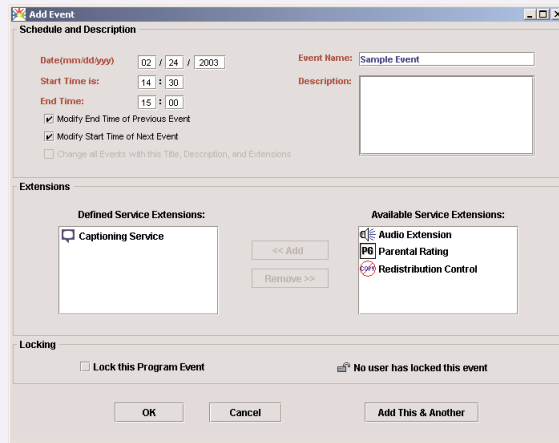 Add Event
Schedule and Description
Date(mm/dd/yyy) 02 / 24 / 2003
Event Name: Sample Event
Start Time is: 14 : 30
Description:
End Time: 15 : 00
Modify End Time of Previous Event
Modify Start Time of Next Event
Change all Events with this Title, Description, and Extensions
Extensions
Defined Service Extensions:
Available Service Extensions:
Captioning Service
Audio Extension
PG Parental Rating
COPY Redistribution Control
<< Add
Remove >>
Locking
Lock this Program Event
No user has locked this event
OK
Cancel
Add This & Another